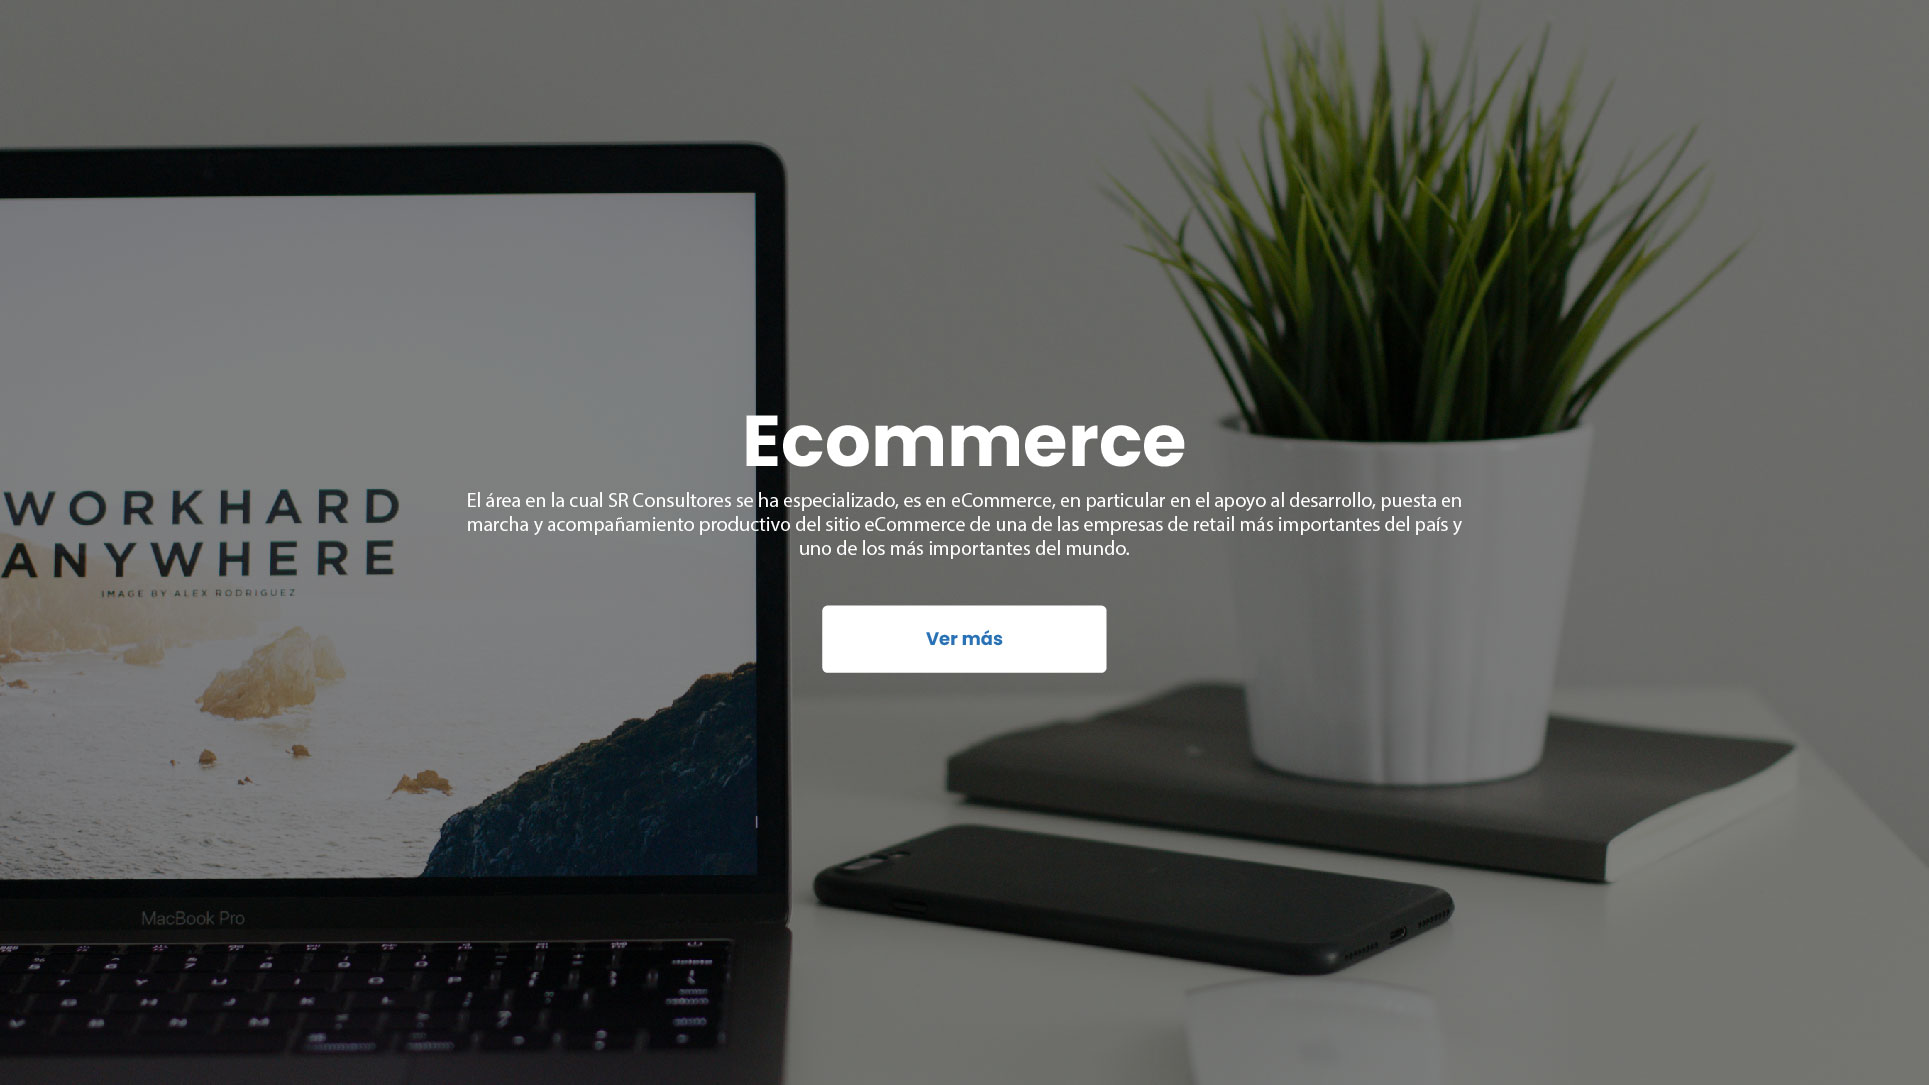 Ecommerce
El área en la cual SR Consultores se ha especializado, es en eCommerce, en particular en el apoyo al desarrollo, puesta en
marcha y acompañamiento productivo del sitio eCommerce de una de las empresas de retail más importantes del país y
uno de los más importantes del mundo.
Ver más
WORKHARD
ANYWHERE
IMAGE BY ALEX RODRIGUEZ
MacBook Pro
delete